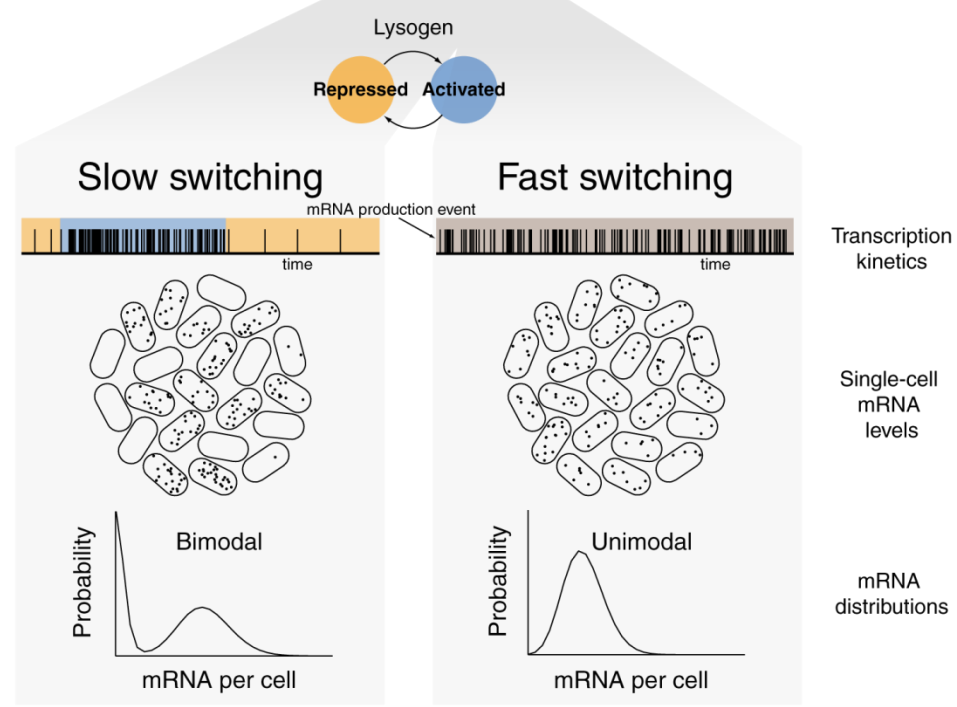 Lysogen
Repressed Activated
Slow switching
Fast switching
mRNA production event
time
time
Transcription
kinetics
Single-cell
mRNA
levels
Probability
Bimodal
mRNA per cell
Probability
Unimodal
mRNA per cell
mRNA
distributions